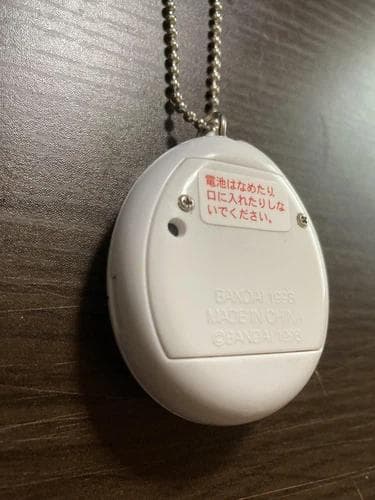 電池はなめたり、
口に入れたりしな
いでください。
BANDAI 1996
MADE IN CHINA
©BANDAI 1996